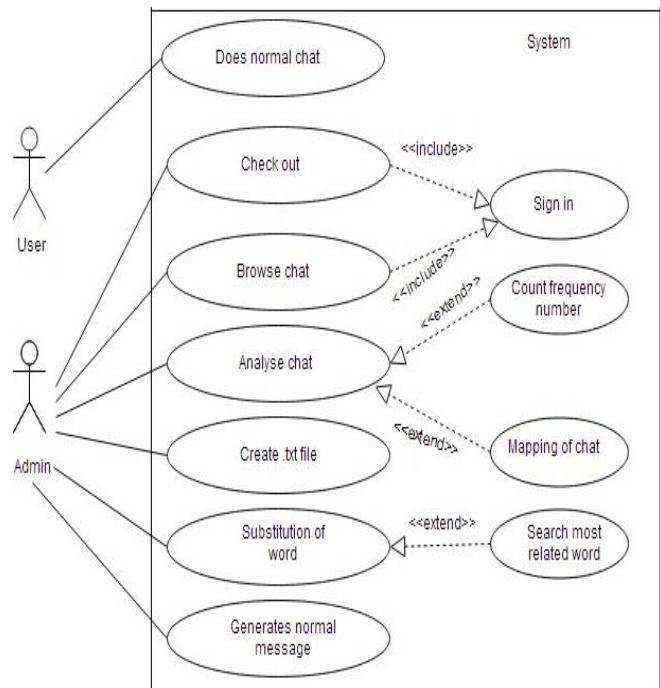 System
Does normal chat
User
Check out
<<include>>
Sign in
Browse chat
<<include>>
Count frequency
number
<<extend>>
Analyse chat
Admin
<<extend>>
Mapping of chat
Create .txt file
Substitution of
word
<<extend>>
Search most
related word
Generates normal
message